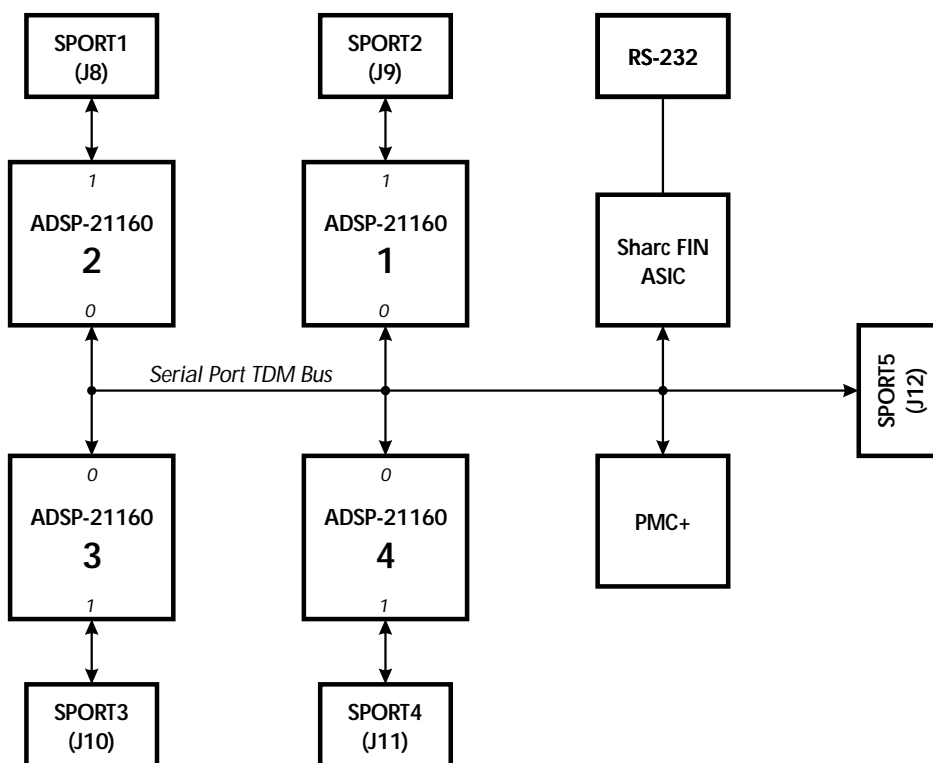 SPORT1
(J8)
SPORT2
(J9)
RS-232
1
ADSP-21160
2
0
1
ADSP-21160
1
0
Sharc FIN
ASIC
Serial Port TDM Bus
SPORT5
(J12)
0
ADSP-21160
3
1
0
ADSP-21160
4
1
PMC+
SPORT3
(J10)
SPORT4
(J11)